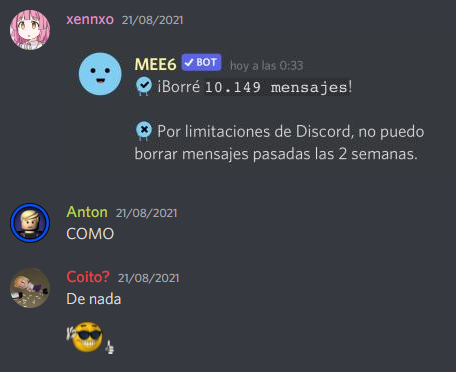 xennxo 21/08/2021
MEE6 ✓ BOT hoy a las 0:33
¡Borré 10.149 mensajes!
Por limitaciones de Discord, no puedo
borrar mensajes pasadas las 2 semanas.
Anton 21/08/2021
COMO
Coito? 21/08/2021
De nada